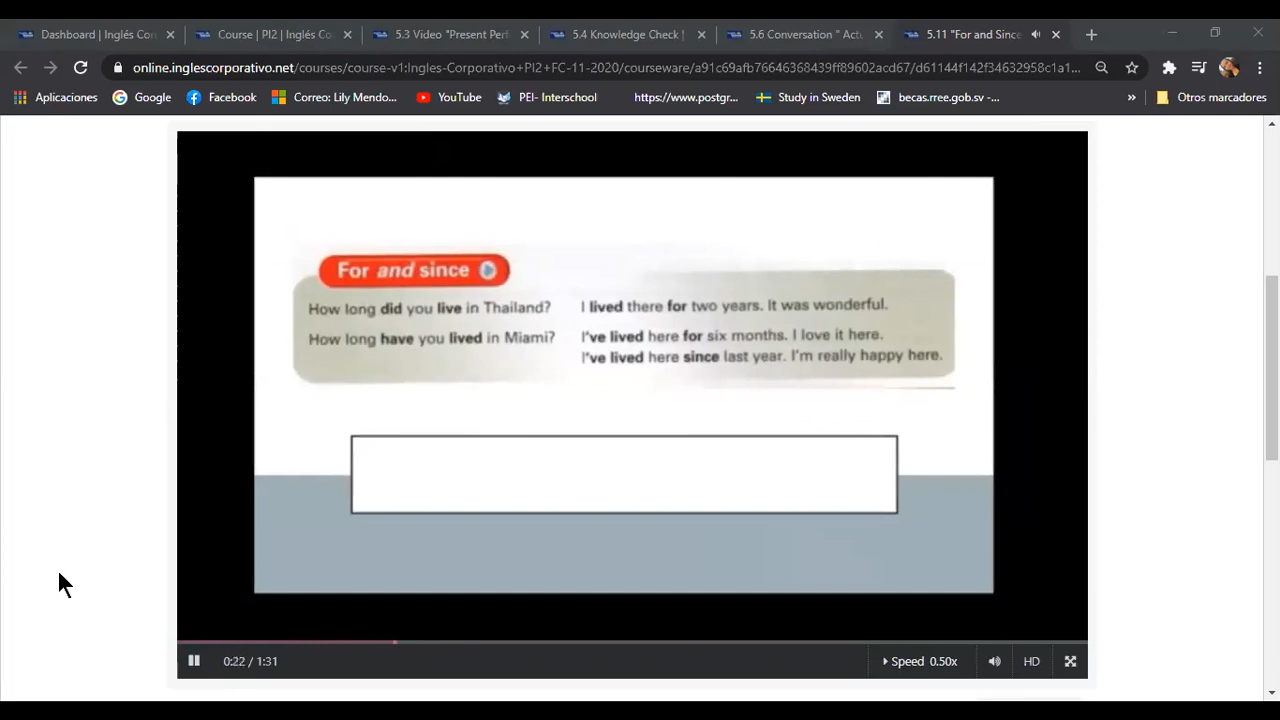 Dashboard | Inglés Cor
Course | PI2 | Inglés Co
5.3 Video "Present Perf
5.4 Knowledge Check |
5.6 Conversation " Actu
5.11 "For and Since
online.inglescorporativo.net/courses/course-v1:Ingles-Corporativo+PI2+FC-11-2020/courseware/a91c69afb76646368439ff89602acd67/d61144f142f34632958c1a1...
Aplicaciones
Google
Facebook
Correo: Lily Mendo...
YouTube
PEI- Interschool
https://www.postgr...
Study in Sweden
becas.rree.gob.sv -...
»
Otros marcadores
For and since
How long did you live in Thailand?
I lived there for two years. It was wonderful.
How long have you lived in Miami?
I've lived here for six months. I love it here.
I've lived here since last year. I'm really happy here.
0:22 / 1:31
Speed 0.50x
HD